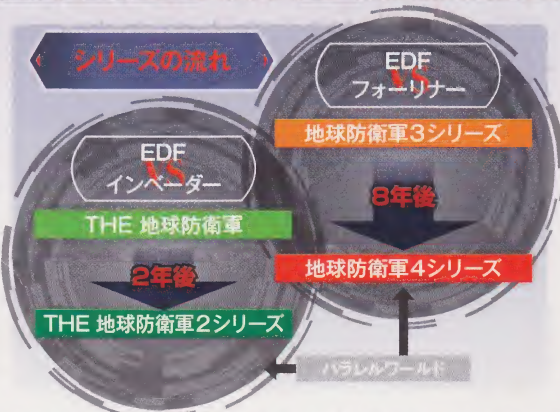 シリーズの流れ
EDF
VS
フォーリナー
地球防衛軍3シリーズ
8年後
地球防衛軍4シリーズ
EDF
VS
インベーダー
THE 地球防衛軍
2年後
THE 地球防衛軍2シリーズ
パラレルワールド